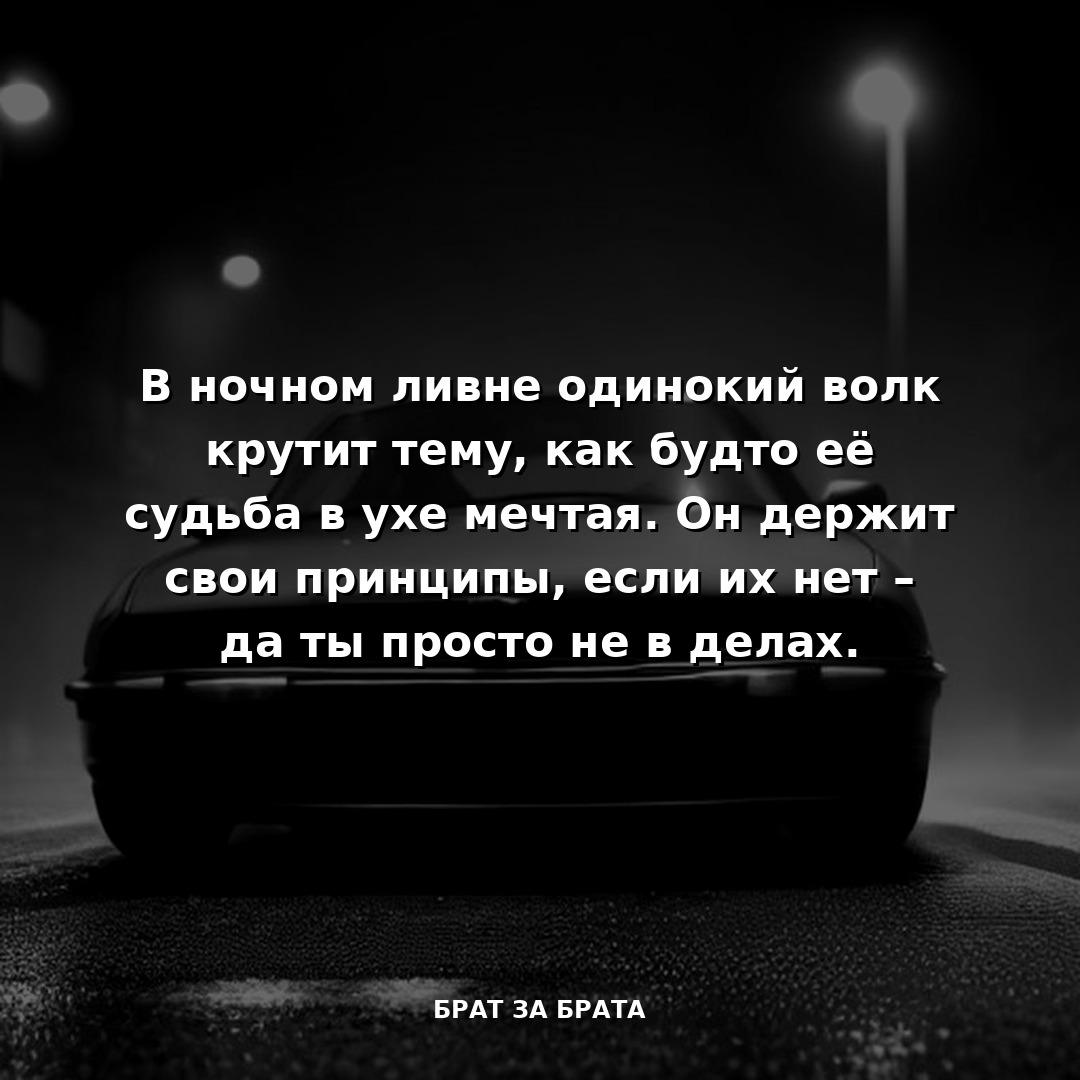 В ночном ливне одинокий волк
крутит тему, как будто её
судьба в ухе мечтая. Он держит
свои принципы, если их нет –
да ты просто не в делах.
БРАТ ЗА БРАТА